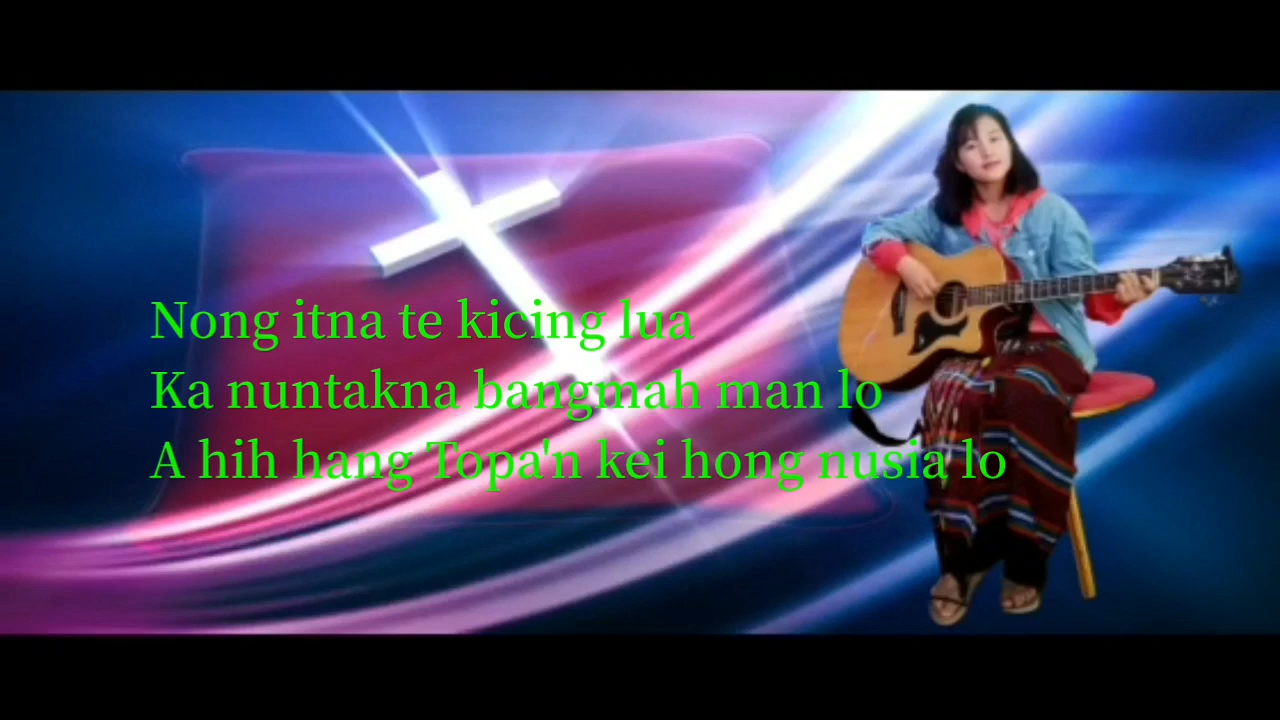 Nong itna te kicing lua
Ka nuntakna bangmah man lo
A hih hang Topa'n kei hong nusia lo